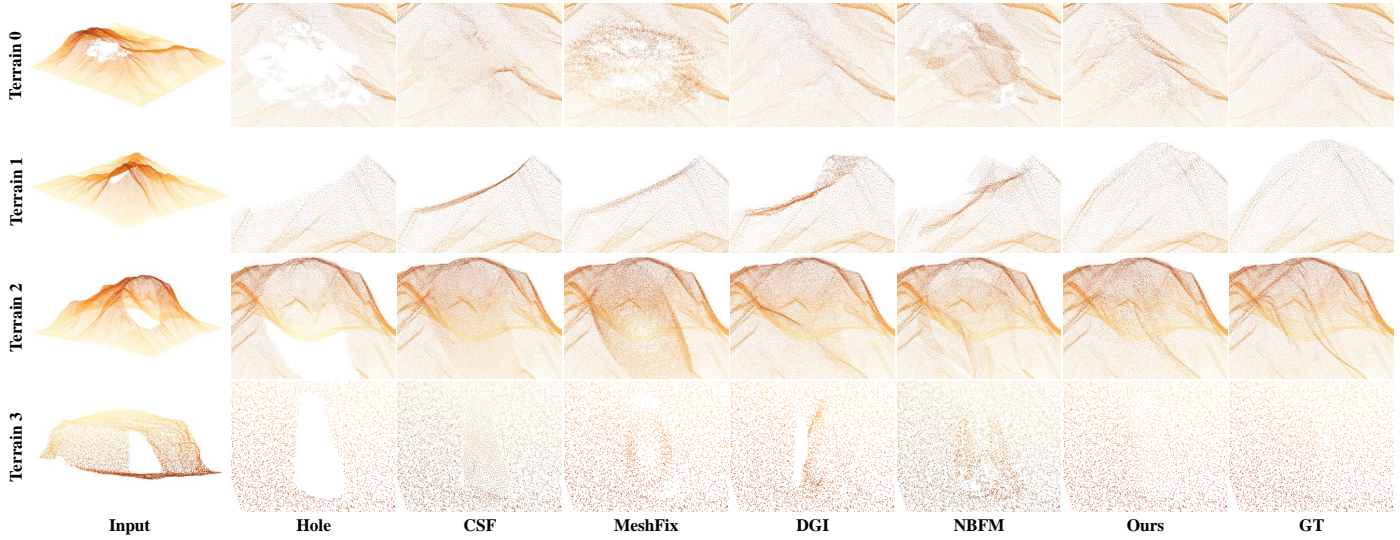 Terrain 0
Terrain 1
Terrain 2
Terrain 3
Input Hole CSF MeshFix DGI NBFM Ours GT